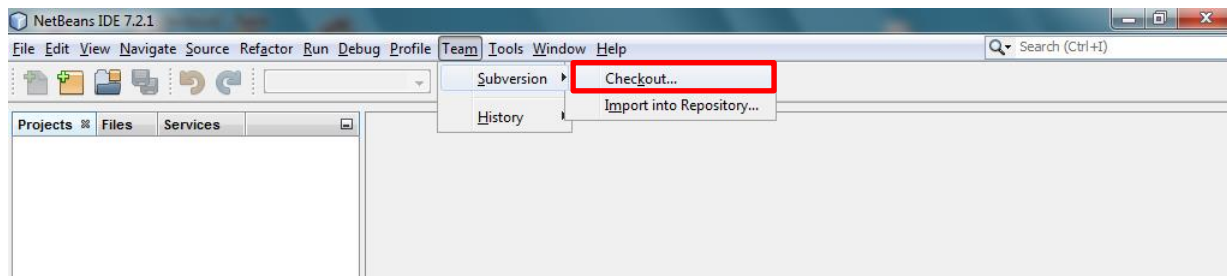 NetBeans IDE 7.2.1
File Edit View Navigate Source Refactor Run Debug Profile Team Tools Window Help Search (Ctrl+I)
Subversion Checkout...
Import into Repository...
History
Projects Files Services